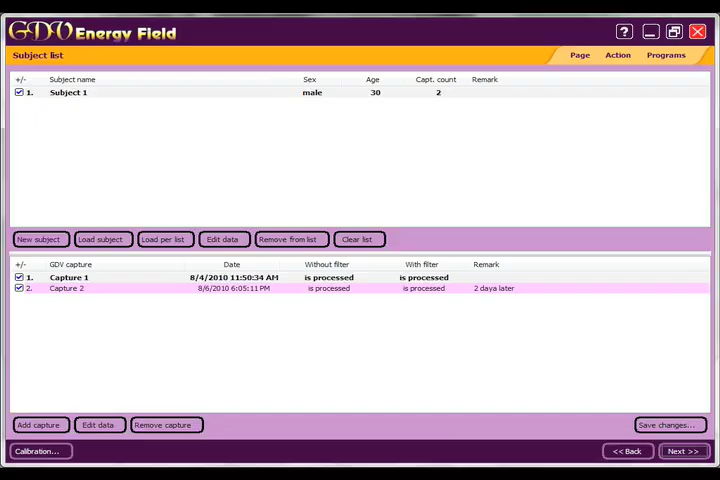 GDV Energy Field
?
Subject list
Page Action Programs
+/- Subject name Sex Age Capt. count Remark
1. Subject 1 male 30 2
New subject Load subject Load per list Edit data Remove from list Clear list
+/- GDV capture Date Without filter With filter Remark
1. Capture 1 8/4/2010 11:50:34 AM is processed is processed
2. Capture 2 8/6/2010 6:05:11 PM is processed is processed 2 daya later
Add capture Edit data Remove capture Save changes...
Calibration... << Back Next >>